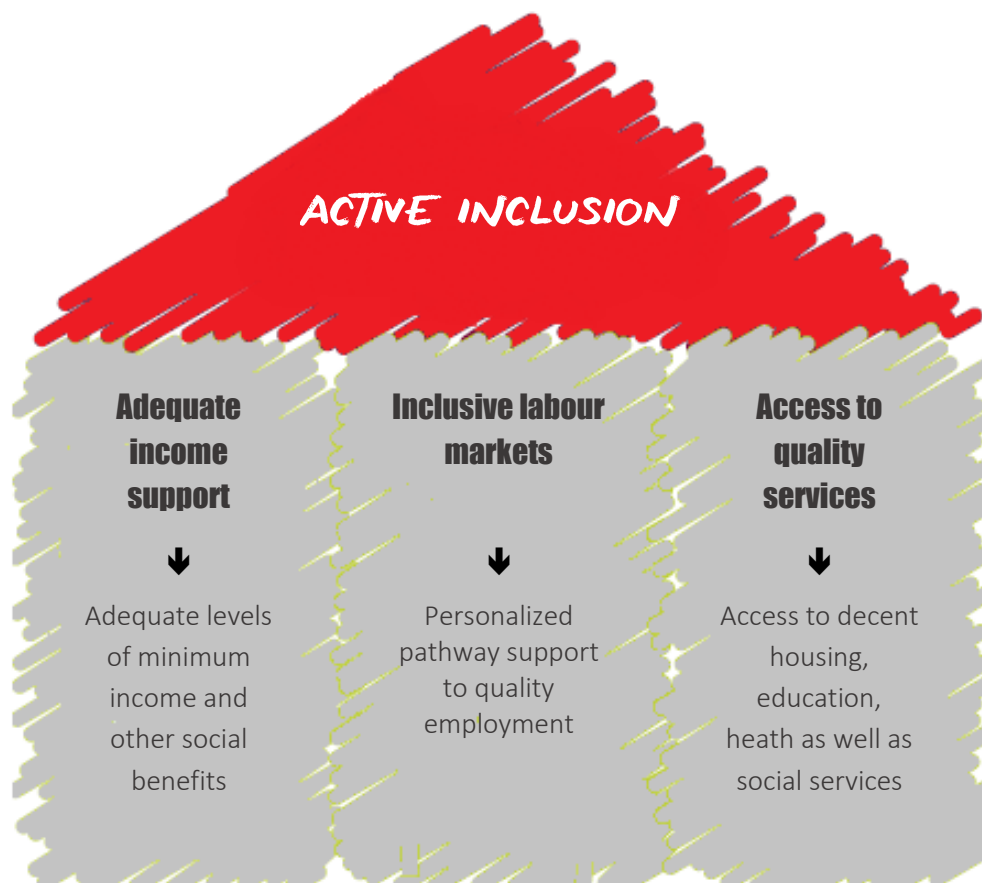 ACTIVE INCLUSION
Adequate
income
support
Adequate levels
of minimum
income and
other social
benefits
Inclusive labour
markets
Personalized
pathway support
to quality
employment
Access to
quality
services
Access to decent
housing,
education,
heath as well as
social services